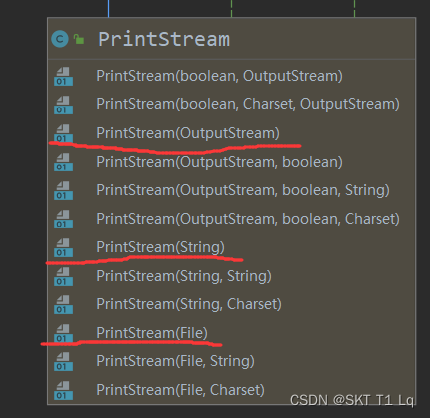 PrintStream
PrintStream(boolean, OutputStream)
PrintStream(boolean, Charset, OutputStream)
PrintStream(OutputStream)
PrintStream(OutputStream, boolean)
PrintStream(OutputStream, boolean, String)
PrintStream(OutputStream, boolean, Charset)
PrintStream(String)
PrintStream(String, String)
PrintStream(String, Charset)
PrintStream(File)
PrintStream(File, String)
PrintStream(File, Charset)
CSDN @SKT T1 Lq